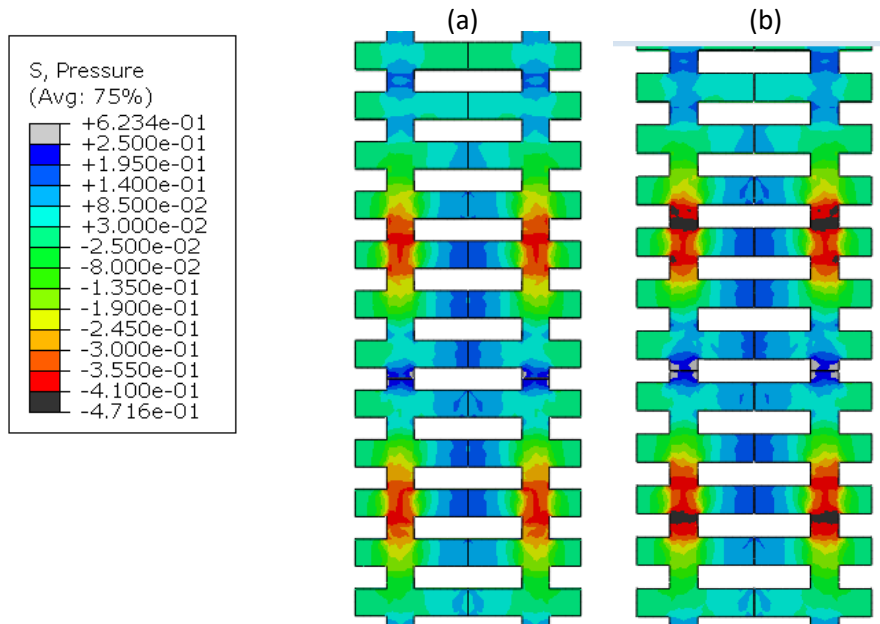 (a)
(b)
S, Pressure
(Avg: 75%)
+6.234e-01
+2.500e-01
+1.950e-01
+1.400e-01
+8.500e-02
+3.000e-02
-2.500e-02
-8.000e-02
-1.350e-01
-1.900e-01
-2.450e-01
-3.000e-01
-3.550e-01
-4.100e-01
-4.716e-01